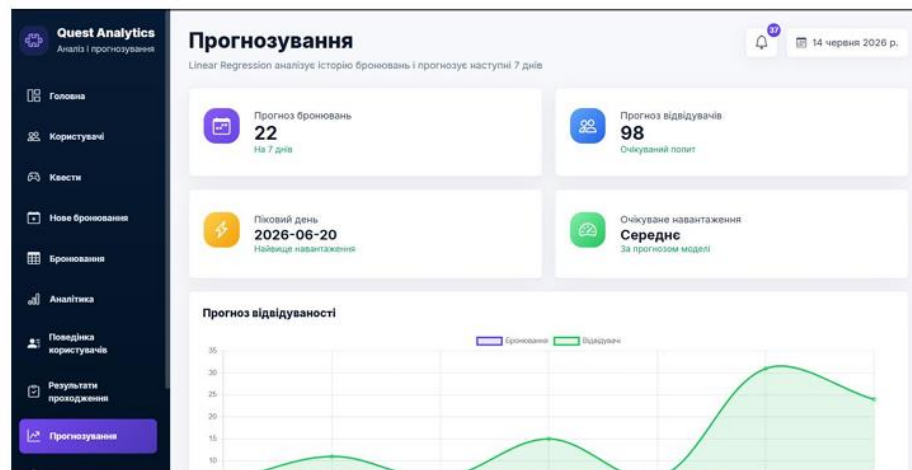 Quest Analytics
Аналіз і прогнозування
Головна
Користувачі
Квести
Нове бронювання
Бронювання
Аналітика
Поведінка
користувачів
Результати
проходження
Прогнозування
Прогнозування
Linear Regression аналізує історію бронювань і прогнозує наступні 7 днів
37
14 червня 2026 р.
Прогноз бронювань
22
На 7 днів
Прогноз відвідувачів
98
Очікуваний попит
Піковий день
2026-06-20
Найвище навантаження
Очікуване навантаження
Середнє
За прогнозом моделі
Прогноз відвідуваності
Бронювання Відвідувачі
35
30
25
20
15
10